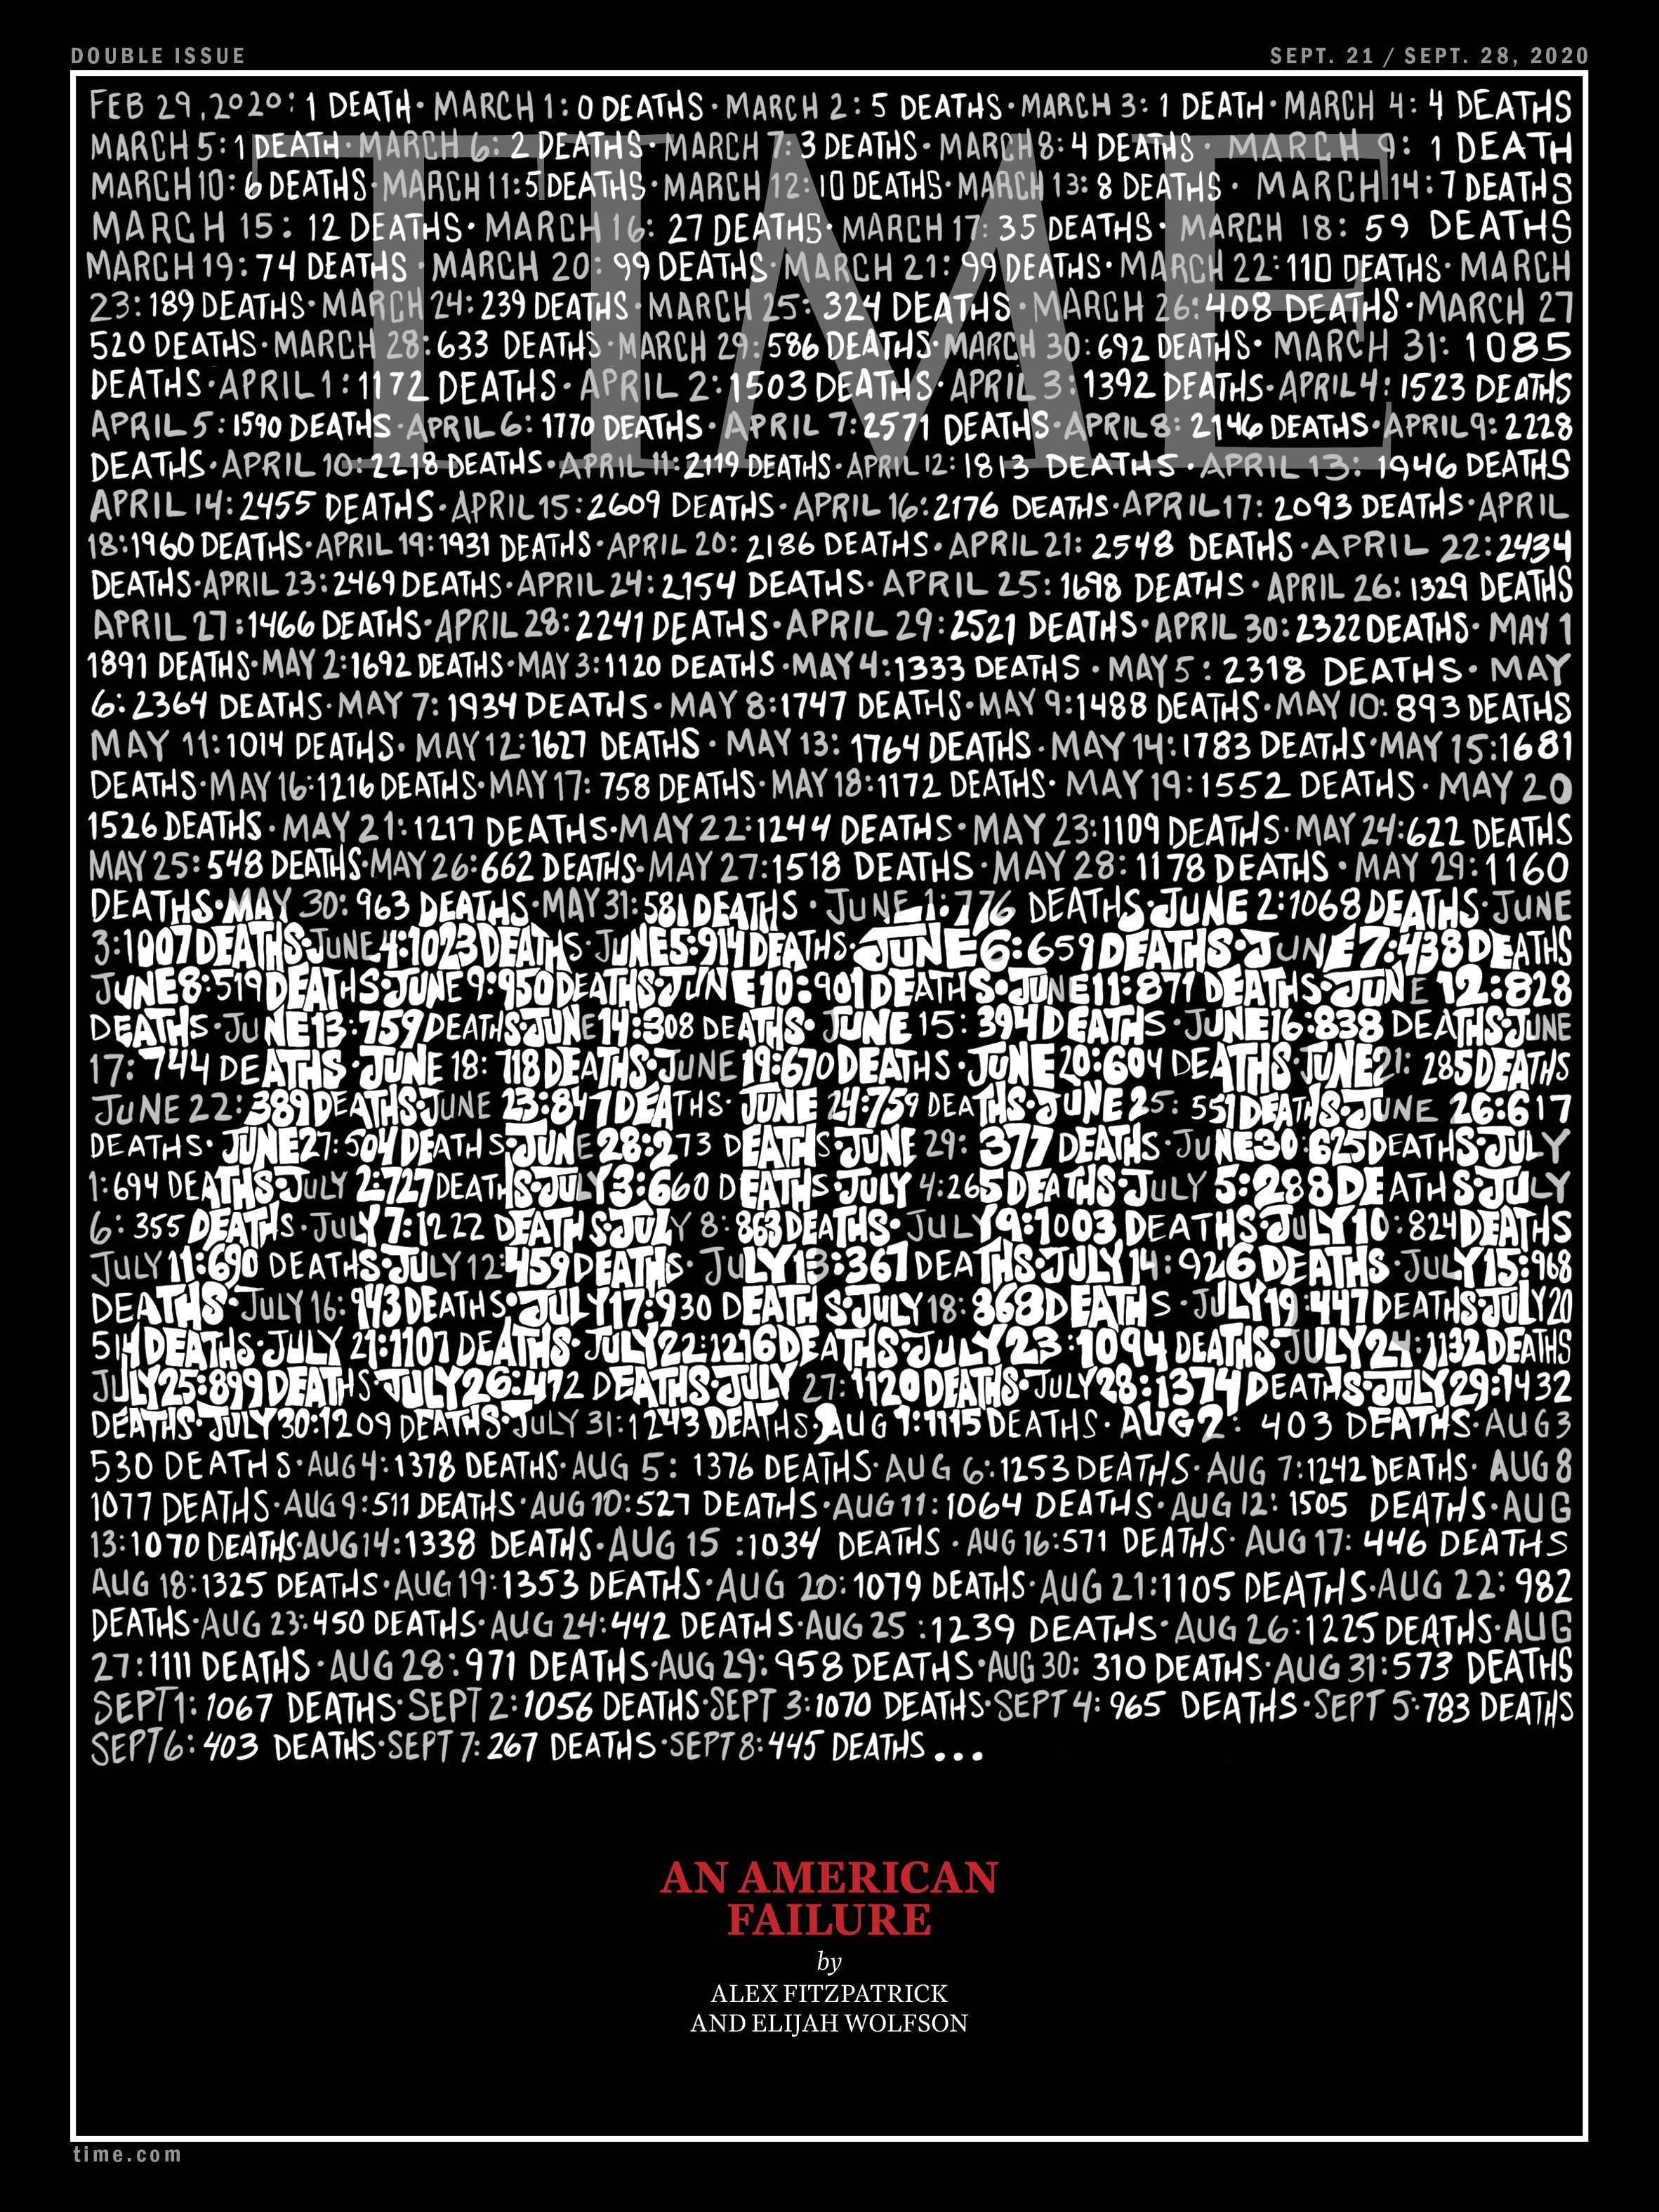 DOUBLE ISSUE
SEPT. 21 / SEPT. 28, 2020
TIME
FEB 29, 2020: 1 DEATH · MARCH 1: 0 DEATHS · MARCH 2: 5 DEATHS · MARCH 3: 1 DEATH · MARCH 4: 4 DEATHS
MARCH 5: 1 DEATH · MARCH 6: 2 DEATHS · MARCH 7: 3 DEATHS · MARCH 8: 4 DEATHS · MARCH 9: 1 DEATH
MARCH 10: 6 DEATHS · MARCH 11: 5 DEATHS · MARCH 12: 10 DEATHS · MARCH 13: 8 DEATHS · MARCH 14: 7 DEATHS
MARCH 15: 12 DEATHS · MARCH 16: 27 DEATHS · MARCH 17: 35 DEATHS · MARCH 18: 59 DEATHS
MARCH 19: 74 DEATHS · MARCH 20: 99 DEATHS · MARCH 21: 99 DEATHS · MARCH 22: 110 DEATHS · MARCH
23: 189 DEATHS · MARCH 24: 239 DEATHS · MARCH 25: 324 DEATHS · MARCH 26: 408 DEATHS · MARCH 27
520 DEATHS · MARCH 28: 633 DEATHS · MARCH 29: 586 DEATHS · MARCH 30: 692 DEATHS · MARCH 31: 1085
DEATHS · APRIL 1: 1172 DEATHS · APRIL 2: 1503 DEATHS · APRIL 3: 1392 DEATHS · APRIL 4: 1523 DEATHS
APRIL 5: 1590 DEATHS · APRIL 6: 1770 DEATHS · APRIL 7: 2571 DEATHS · APRIL 8: 2146 DEATHS · APRIL 9: 2228
DEATHS · APRIL 10: 2218 DEATHS · APRIL 11: 2119 DEATHS · APRIL 12: 1813 DEATHS · APRIL 13: 1946 DEATHS
APRIL 14: 2455 DEATHS · APRIL 15: 2609 DEATHS · APRIL 16: 2176 DEATHS · APRIL 17: 2093 DEATHS · APRIL
18: 1960 DEATHS · APRIL 19: 1931 DEATHS · APRIL 20: 2186 DEATHS · APRIL 21: 2548 DEATHS · APRIL 22: 2434
DEATHS · APRIL 23: 2469 DEATHS · APRIL 24: 2154 DEATHS · APRIL 25: 1698 DEATHS · APRIL 26: 1329 DEATHS
APRIL 27: 1466 DEATHS · APRIL 28: 2241 DEATHS · APRIL 29: 2521 DEATHS · APRIL 30: 2322 DEATHS · MAY 1
1891 DEATHS · MAY 2: 1692 DEATHS · MAY 3: 1120 DEATHS · MAY 4: 1333 DEATHS · MAY 5: 2318 DEATHS · MAY
6: 2364 DEATHS · MAY 7: 1934 DEATHS · MAY 8: 1747 DEATHS · MAY 9: 1488 DEATHS · MAY 10: 893 DEATHS
MAY 11: 1014 DEATHS · MAY 12: 1627 DEATHS · MAY 13: 1764 DEATHS · MAY 14: 1783 DEATHS · MAY 15: 1681
DEATHS · MAY 16: 1216 DEATHS · MAY 17: 758 DEATHS · MAY 18: 1172 DEATHS · MAY 19: 1552 DEATHS · MAY 20
1526 DEATHS · MAY 21: 1217 DEATHS · MAY 22: 1244 DEATHS · MAY 23: 1109 DEATHS · MAY 24: 622 DEATHS
MAY 25: 548 DEATHS · MAY 26: 662 DEATHS · MAY 27: 1518 DEATHS · MAY 28: 1178 DEATHS · MAY 29: 1160
DEATHS · MAY 30: 963 DEATHS · MAY 31: 581 DEATHS · JUNE 1: 776 DEATHS · JUNE 2: 1068 DEATHS · JUNE
3: 1007 DEATHS · JUNE 4: 1023 DEATHS · JUNE 5: 914 DEATHS · JUNE 6: 659 DEATHS · JUNE 7: 438 DEATHS
JUNE 8: 519 DEATHS · JUNE 9: 950 DEATHS · JUNE 10: 901 DEATHS · JUNE 11: 871 DEATHS · JUNE 12: 828
DEATHS · JUNE 13: 759 DEATHS · JUNE 14: 308 DEATHS · JUNE 15: 394 DEATHS · JUNE 16: 838 DEATHS · JUNE
17: 744 DEATHS · JUNE 18: 718 DEATHS · JUNE 19: 670 DEATHS · JUNE 20: 604 DEATHS · JUNE 21: 285 DEATHS
JUNE 22: 389 DEATHS · JUNE 23: 847 DEATHS · JUNE 24: 759 DEATHS · JUNE 25: 551 DEATHS · JUNE 26: 617
DEATHS · JUNE 27: 504 DEATHS · JUNE 28: 273 DEATHS · JUNE 29: 377 DEATHS · JUNE 30: 625 DEATHS · JULY
1: 694 DEATHS · JULY 2: 727 DEATHS · JULY 3: 660 DEATHS · JULY 4: 265 DEATHS · JULY 5: 288 DEATHS · JULY
6: 355 DEATHS · JULY 7: 1222 DEATHS · JULY 8: 863 DEATHS · JULY 9: 1003 DEATHS · JULY 10: 824 DEATHS
JULY 11: 690 DEATHS · JULY 12: 459 DEATHS · JULY 13: 367 DEATHS · JULY 14: 926 DEATHS · JULY 15: 968
DEATHS · JULY 16: 943 DEATHS · JULY 17: 930 DEATHS · JULY 18: 868 DEATHS · JULY 19: 447 DEATHS · JULY 20
514 DEATHS · JULY 21: 1107 DEATHS · JULY 22: 1216 DEATHS · JULY 23: 1094 DEATHS · JULY 24: 1132 DEATHS
JULY 25: 899 DEATHS · JULY 26: 472 DEATHS · JULY 27: 1120 DEATHS · JULY 28: 1374 DEATHS · JULY 29: 1432
DEATHS · JULY 30: 1209 DEATHS · JULY 31: 1243 DEATHS · AUG 1: 1115 DEATHS · AUG 2: 403 DEATHS · AUG 3
530 DEATHS · AUG 4: 1378 DEATHS · AUG 5: 1376 DEATHS · AUG 6: 1253 DEATHS · AUG 7: 1242 DEATHS · AUG 8
1077 DEATHS · AUG 9: 511 DEATHS · AUG 10: 527 DEATHS · AUG 11: 1064 DEATHS · AUG 12: 1505 DEATHS · AUG
13: 1070 DEATHS · AUG 14: 1338 DEATHS · AUG 15: 1034 DEATHS · AUG 16: 571 DEATHS · AUG 17: 446 DEATHS
AUG 18: 1325 DEATHS · AUG 19: 1353 DEATHS · AUG 20: 1079 DEATHS · AUG 21: 1105 DEATHS · AUG 22: 982
DEATHS · AUG 23: 450 DEATHS · AUG 24: 442 DEATHS · AUG 25: 1239 DEATHS · AUG 26: 1225 DEATHS · AUG
27: 1111 DEATHS · AUG 28: 971 DEATHS · AUG 29: 958 DEATHS · AUG 30: 310 DEATHS · AUG 31: 573 DEATHS
SEPT 1: 1067 DEATHS · SEPT 2: 1056 DEATHS · SEPT 3: 1070 DEATHS · SEPT 4: 965 DEATHS · SEPT 5: 783 DEATHS
SEPT 6: 403 DEATHS · SEPT 7: 267 DEATHS · SEPT 8: 445 DEATHS ...
200,000
AN AMERICAN
FAILURE
by
ALEX FITZPATRICK
AND ELIJAH WOLFSON
time.com